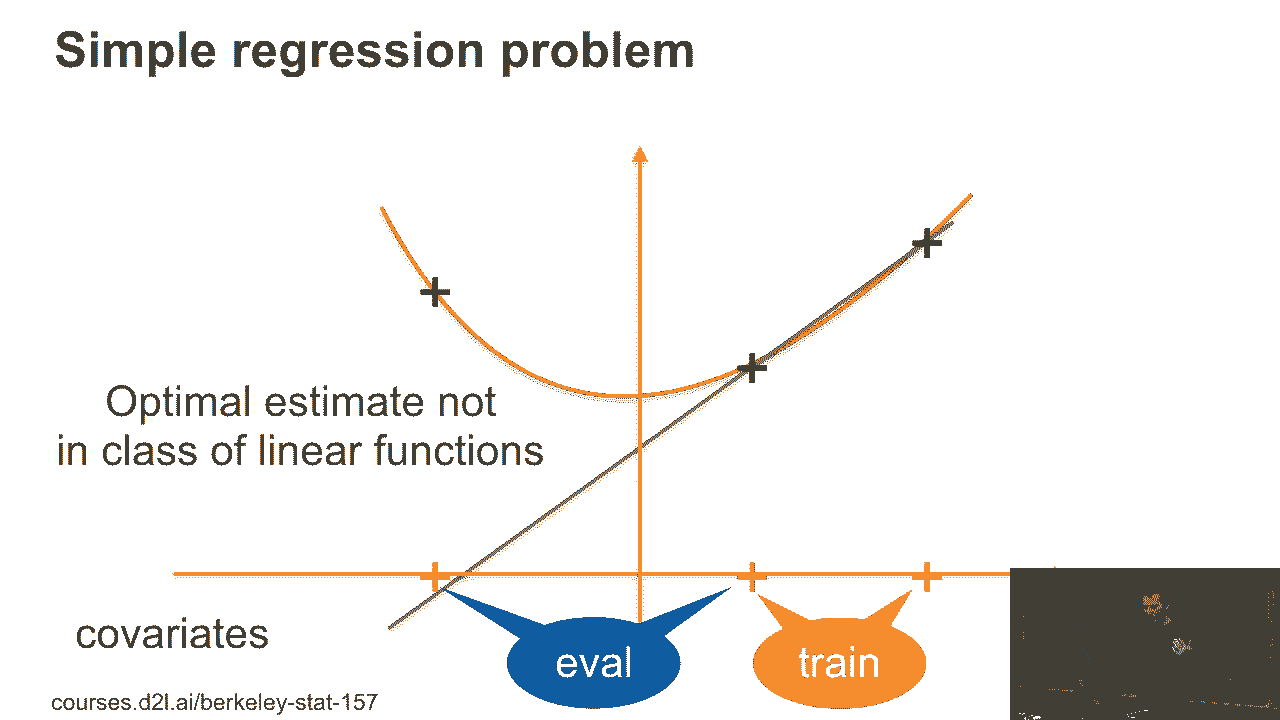 Simple regression problem
Optimal estimate not
in class of linear functions
covariates
eval
train
courses.d2l.ai/berkeley-stat-157